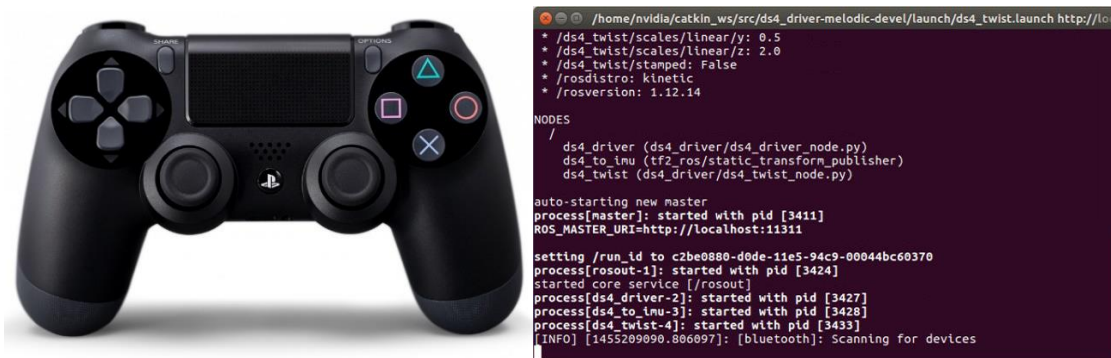 SHARE
OPTIONS
/home/nvidia/catkin_ws/src/ds4_driver-melodic-devel/launch/ds4_twist.launch http://lo
* /ds4_twist/scales/linear/y: 0.5
* /ds4_twist/scales/linear/z: 2.0
* /ds4_twist/stamped: False
* /rosdistro: kinetic
* /rosversion: 1.12.14
NODES
/
ds4_driver (ds4_driver/ds4_driver_node.py)
ds4_to_imu (tf2_ros/static_transform_publisher)
ds4_twist (ds4_driver/ds4_twist_node.py)
auto-starting new master
process[master]: started with pid [3411]
ROS_MASTER_URI=http://localhost:11311
setting /run_id to c2be0880-d0de-11e5-94c9-00044bc60370
process[rosout-1]: started with pid [3424]
started core service [/rosout]
process[ds4_driver-2]: started with pid [3427]
process[ds4_to_imu-3]: started with pid [3428]
process[ds4_twist-4]: started with pid [3433]
[INFO] [1455209090.806097]: [bluetooth]: Scanning for devices